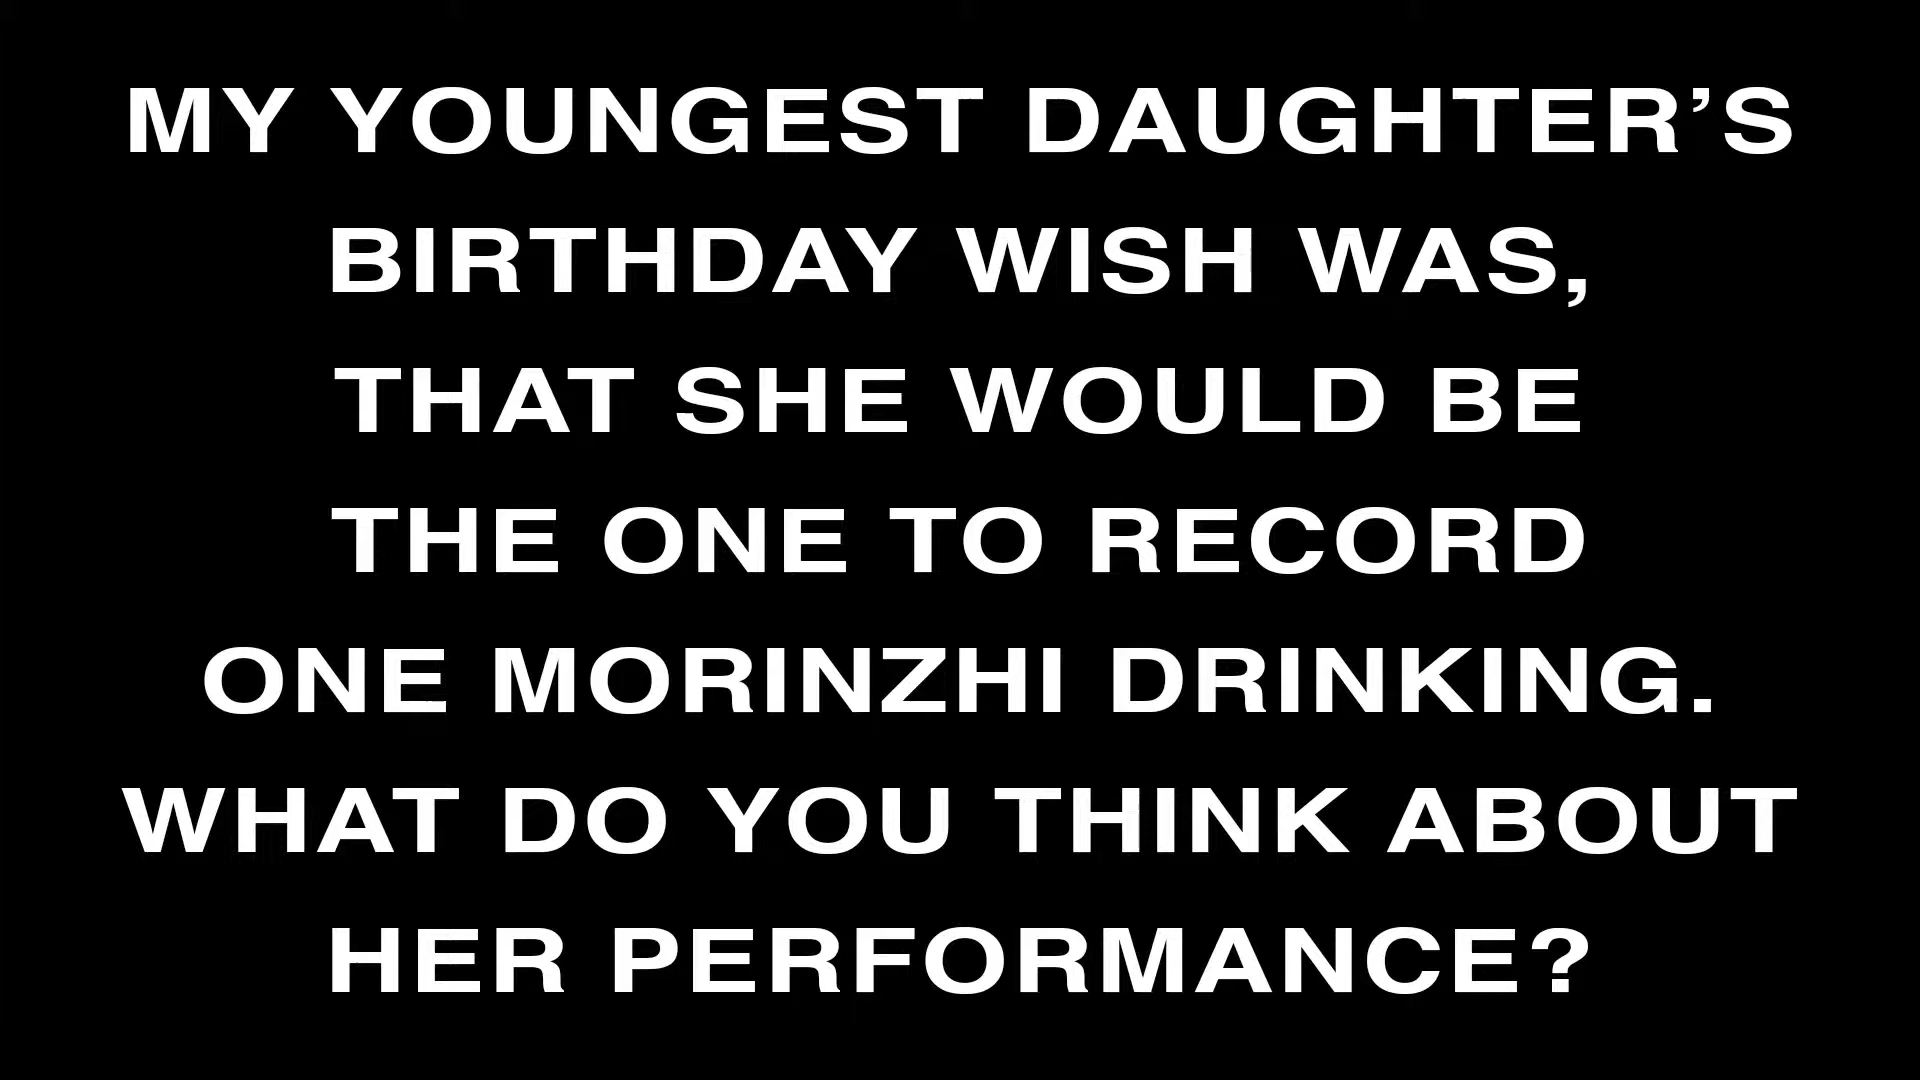 MY YOUNGEST DAUGHTER’S
BIRTHDAY WISH WAS,
THAT SHE WOULD BE
THE ONE TO RECORD
ONE MORINZHI DRINKING.
WHAT DO YOU THINK ABOUT
HER PERFORMANCE?